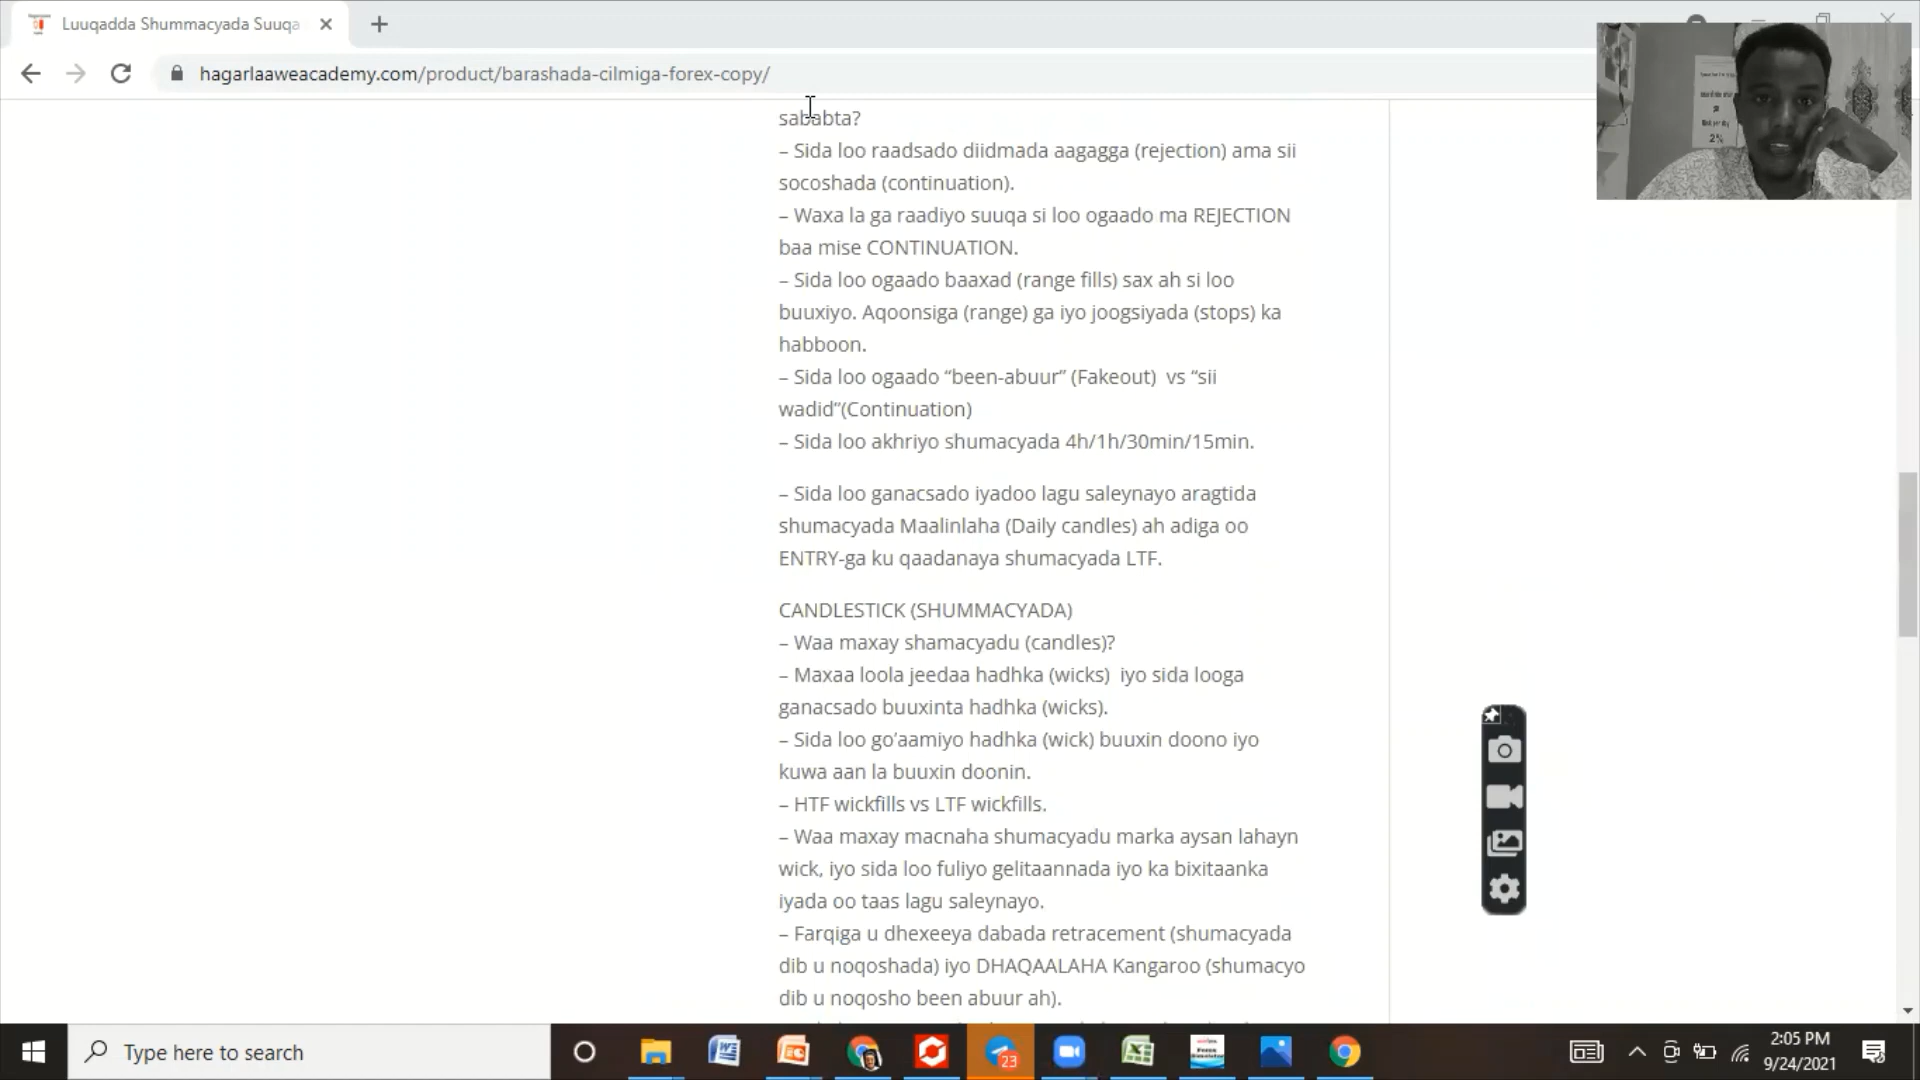 Luuqadda Shummacyada Suuqa
hagarlaaweacademy.com/product/barashada-cilmiga-forex-copy/
sababta?
– Sida loo raadsado diidmada aagagga (rejection) ama sii
socoshada (continuation).
– Waxa la ga raadiyo suuqa si loo ogaado ma REJECTION
baa mise CONTINUATION.
– Sida loo ogaado baaxad (range fills) sax ah si loo
buuxiyo. Aqoonsiga (range) ga iyo joogsiyada (stops) ka
habboon.
– Sida loo ogaado “been-abuur” (Fakeout)  vs “sii
wadid”(Continuation)
– Sida loo akhriyo shumacyada 4h/1h/30min/15min.
– Sida loo ganacsado iyadoo lagu saleynayo aragtida
shumacyada Maalinlaha (Daily candles) ah adiga oo
ENTRY-ga ku qaadanaya shumacyada LTF.
CANDLESTICK (SHUMMACYADA)
– Waa maxay shamacyadu (candles)?
– Maxaa loola jeedaa hadhka (wicks)  iyo sida looga
ganacsado buuxinta hadhka (wicks).
– Sida loo go’aamiyo hadhka (wick) buuxin doono iyo
kuwa aan la buuxin doonin.
– HTF wickfills vs LTF wickfills.
– Waa maxay macnaha shumacyadu marka aysan lahayn
wick, iyo sida loo fuliyo gelitaannada iyo ka bixitaanka
iyada oo taas lagu saleynayo.
– Farqiga u dhexeeya dabada retracement (shumacyada
dib u noqoshada) iyo DHAQAALAHA Kangaroo (shumacyo
dib u noqosho been abuur ah).
2%
Type here to search
23
2:05 PM
9/24/2021